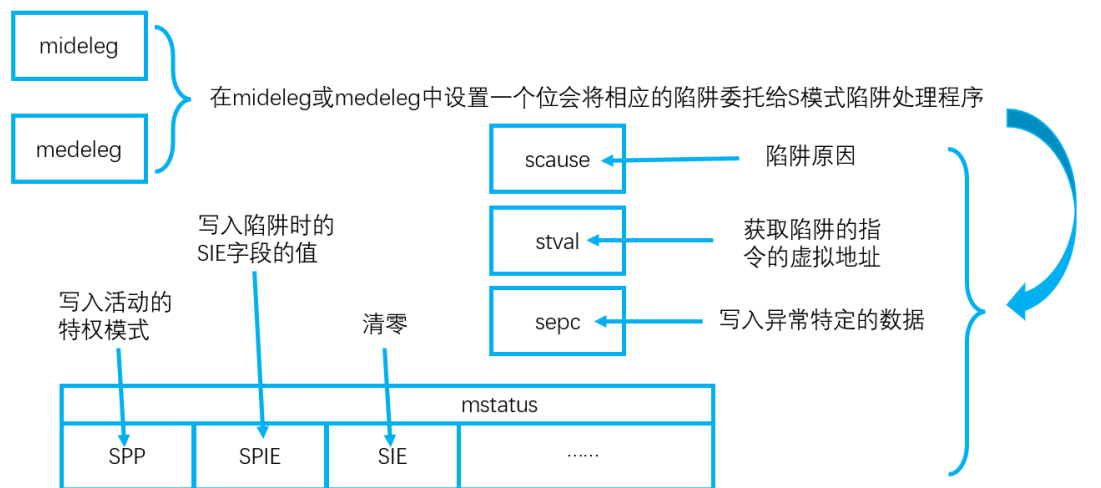 mideleg
在mideleg或medeleg中设置一个位会将相应的陷阱委托给S模式陷阱处理程序
medeleg
scause
陷阱原因
写入陷阱时的
SIE字段的值
stval
获取陷阱的指
令的虚拟地址
写入活动的
特权模式
清零
sepc
写入异常特定的数据
mstatus
SPP
SPIE
SIE
……